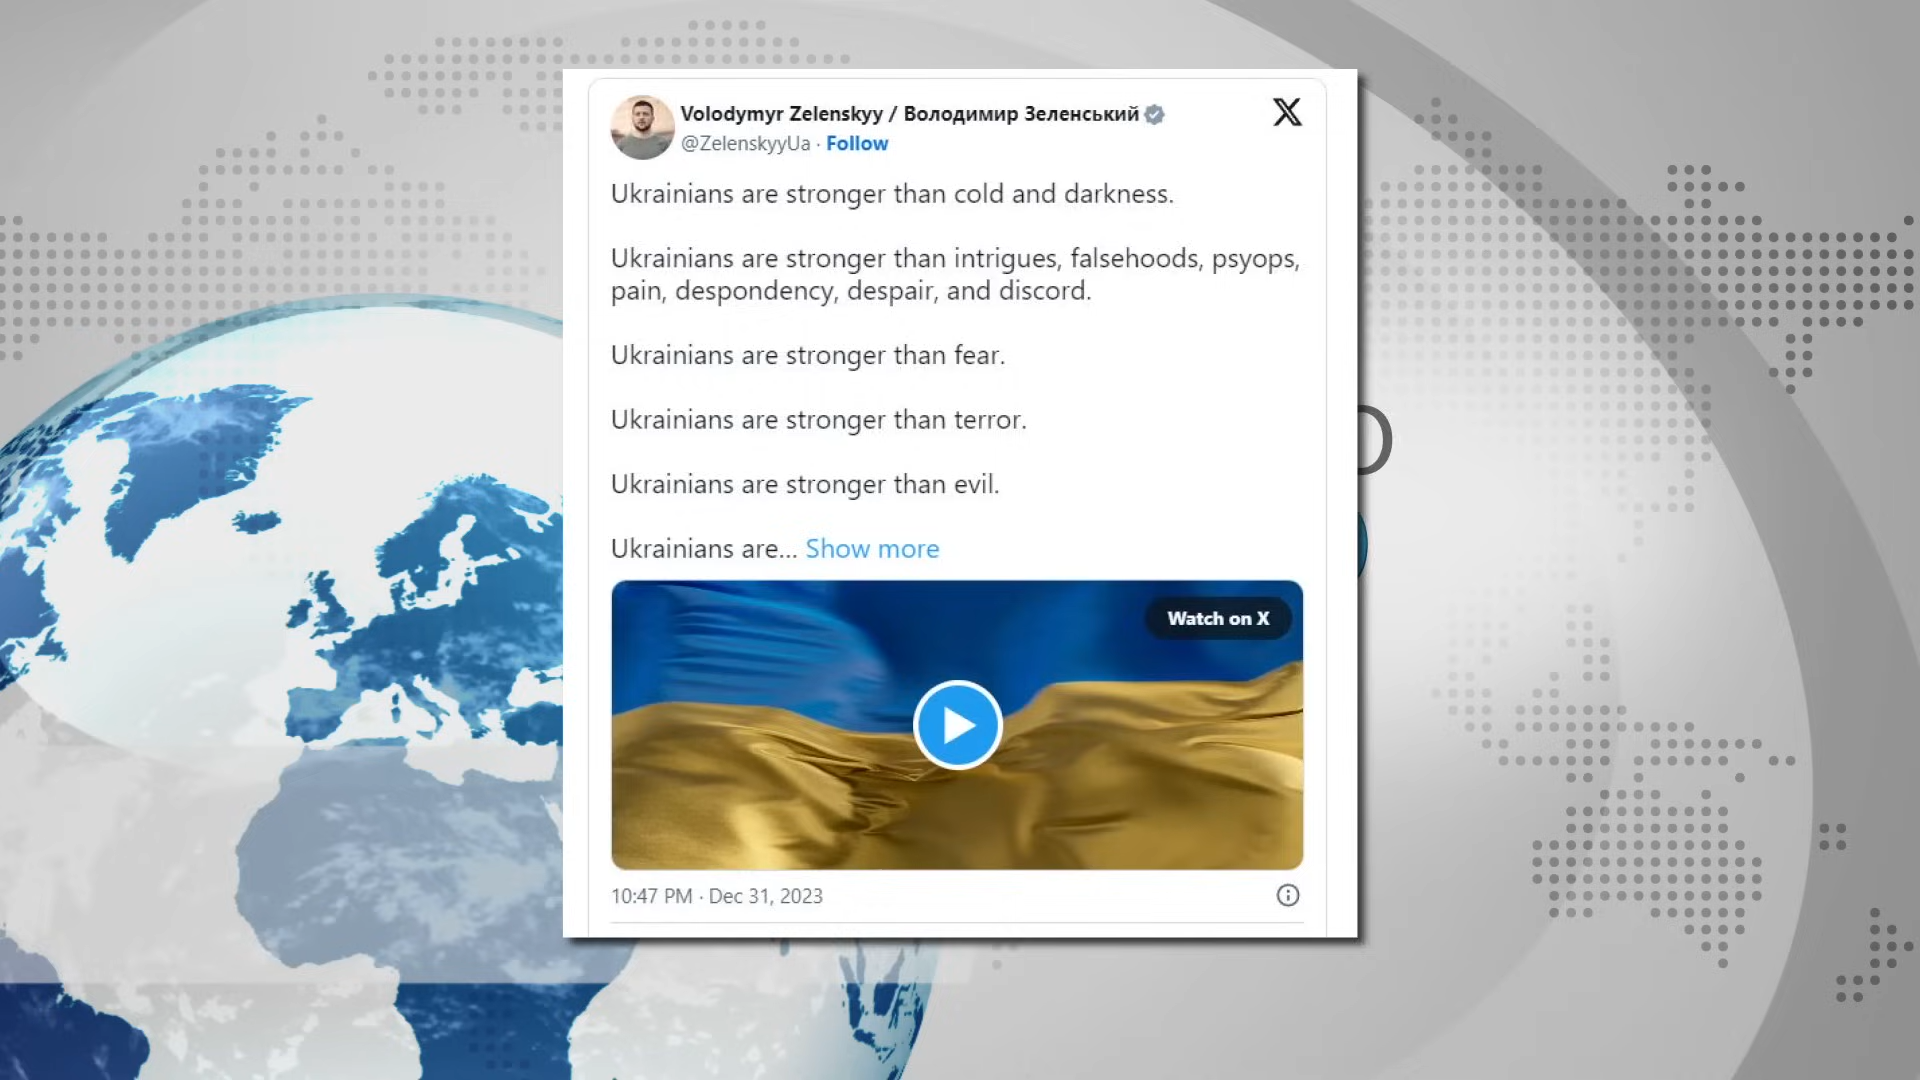 Volodymyr Zelenskyy / Володимир Зеленський
@ZelenskyyUa · Follow
Ukrainians are stronger than cold and darkness.
Ukrainians are stronger than intrigues, falsehoods, psyops,
pain, despondency, despair, and discord.
Ukrainians are stronger than fear.
Ukrainians are stronger than terror.
Ukrainians are stronger than evil.
Ukrainians are... Show more
Watch on X
10:47 PM · Dec 31, 2023